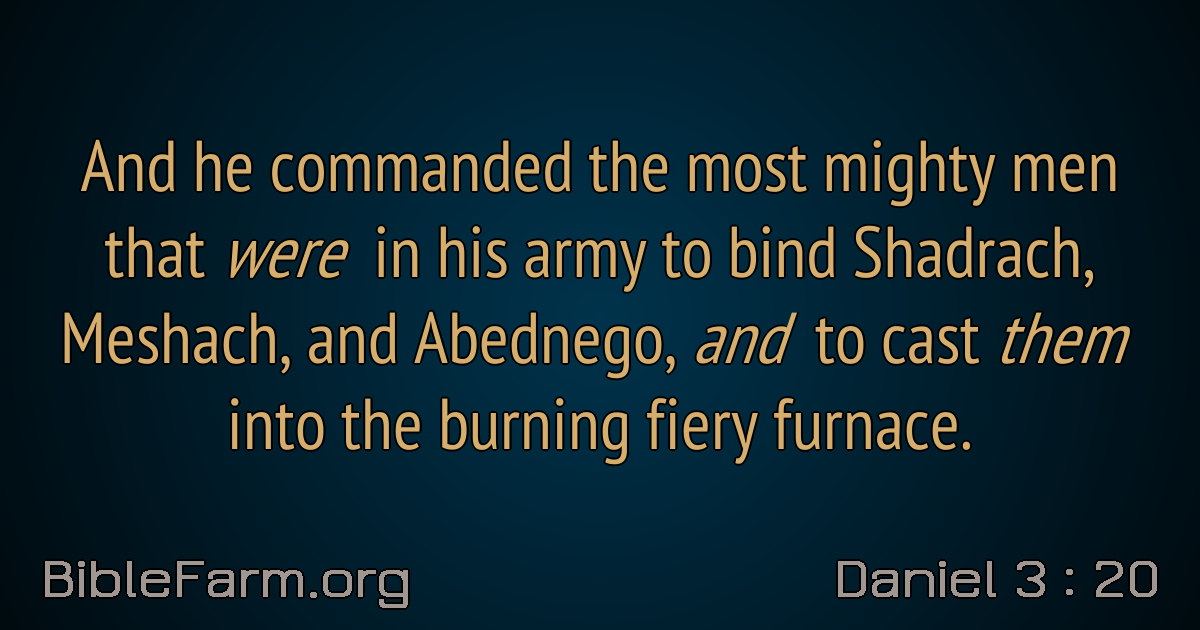 And he commanded the most mighty men
that were in his army to bind Shadrach,
Meshach, and Abednego, and to cast them
into the burning fiery furnace.
BibleFarm.org
Daniel 3 : 20